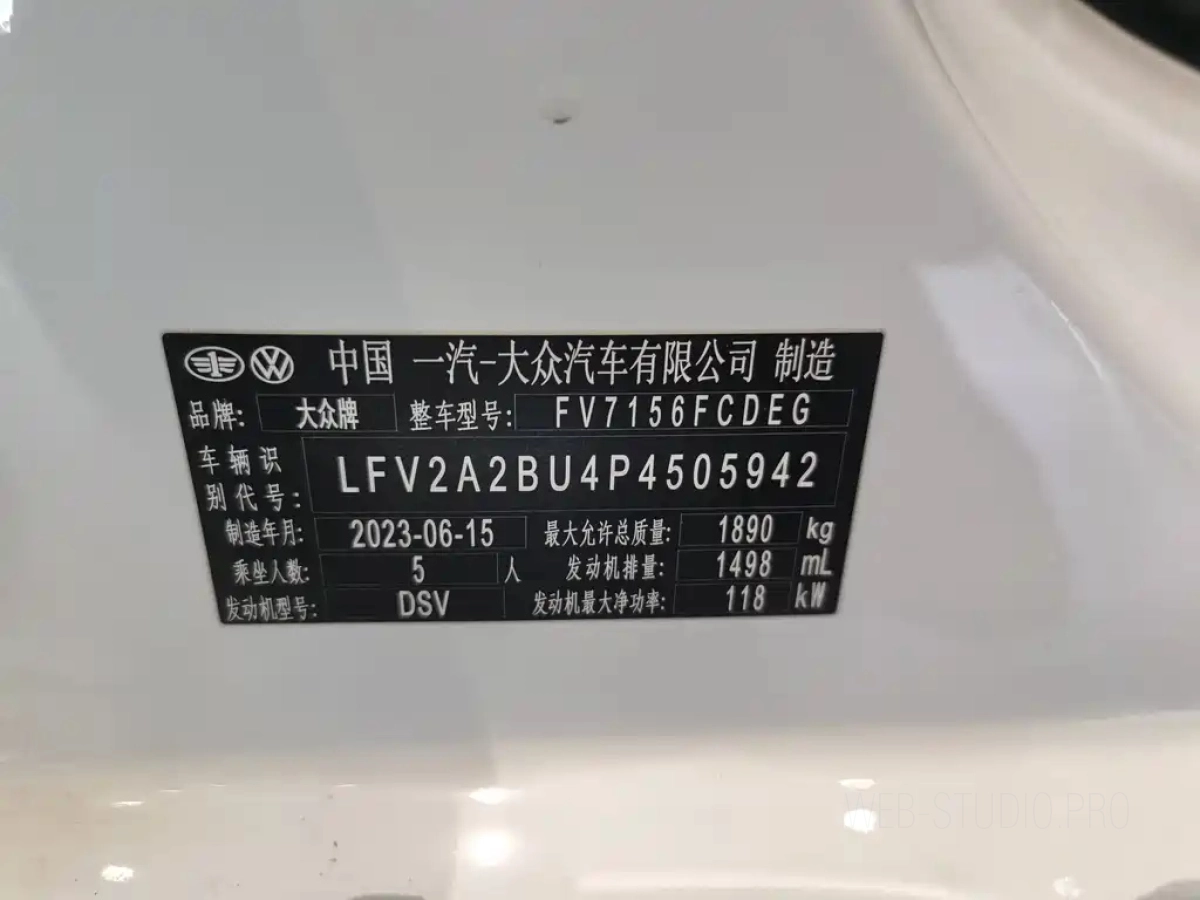 中国 一汽-大众汽车有限公司 制造
品牌: 大众牌 整车型号: FV7156FCDEG
车辆识别代号: LFV2A2BU4P4505942
制造年月: 2023-06-15 最大允许总质量: 1890 kg
乘坐人数: 5 人 发动机排量: 1498 mL
发动机型号: DSV 发动机最大净功率: 118 kW
WEB-STUDIO.PRO